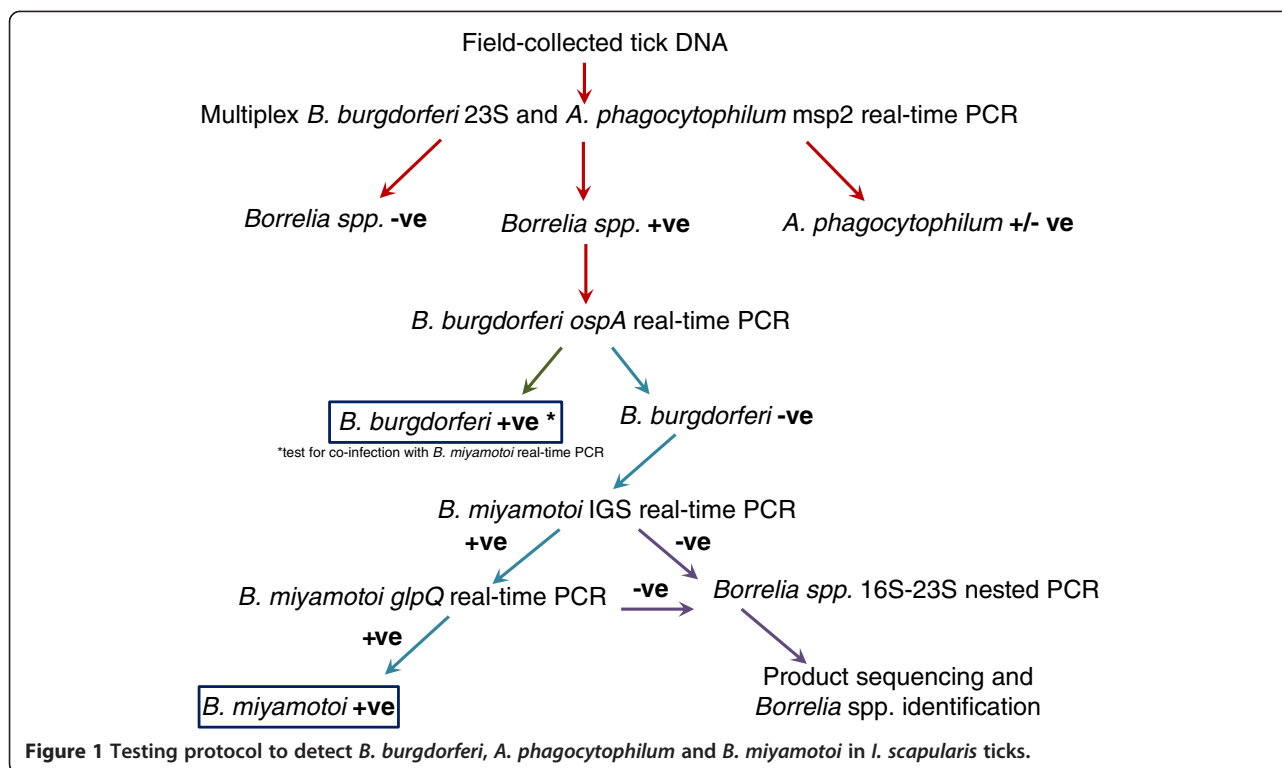 Field-collected tick DNA
Multiplex B. burgdorferi 23S and A. phagocytophilum msp2 real-time PCR
Borrelia spp. -ve
Borrelia spp. +ve
A. phagocytophilum +/- ve
B. burgdorferi ospA real-time PCR
B. burgdorferi +ve *
B. burgdorferi -ve
*test for co-infection with B. miyamotoi real-time PCR
B. miyamotoi IGS real-time PCR
+ve
-ve
B. miyamotoi glpQ real-time PCR
-ve
Borrelia spp. 16S-23S nested PCR
+ve
Product sequencing and
Borrelia spp. identification
B. miyamotoi +ve
Figure 1 Testing protocol to detect B. burgdorferi, A. phagocytophilum and B. miyamotoi in I. scapularis ticks.